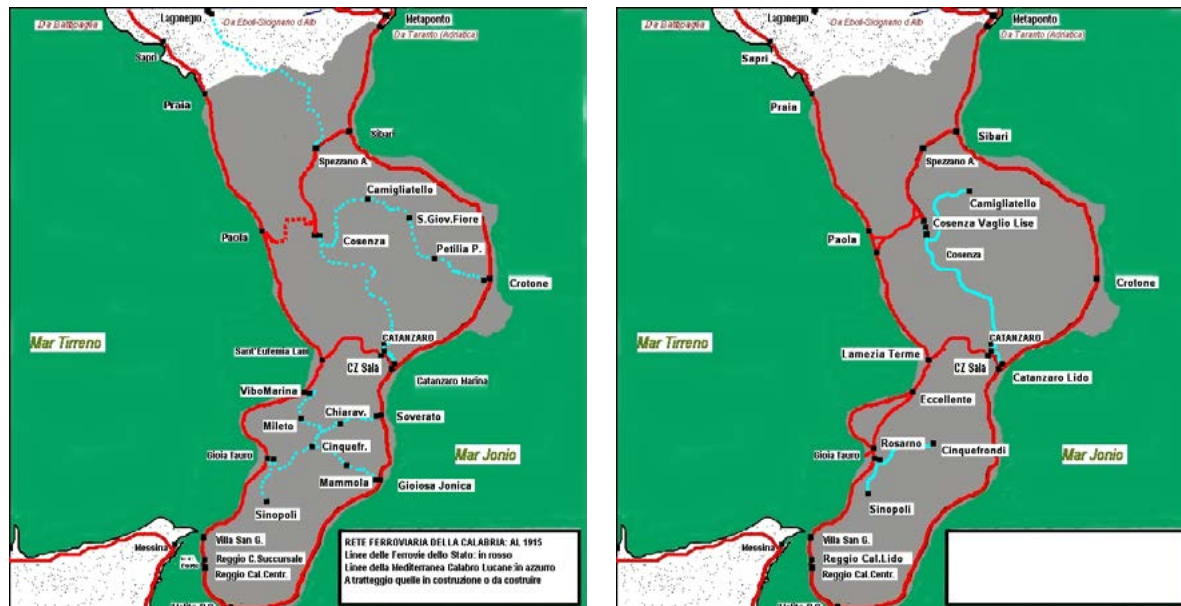 Da Battipaglia
Lagonegro
-Da Eboli-Sicignano d'Alb
Metaponto
Da Taranto (Adriatica)
Sapri
Praia
Sibari
Spezzano A.
Camigliatello
S.Giov.Fiore
Paola
Cosenza
Petilia P.
Crotone
Mar Tirreno
CATANZARO
Sant'Eufemia Lam
CZ Sala
Catanzaro Marina
ViboMarina
Chiarav.
Soverato
Mileto
Cinquefr.
Gioia Tauro
Mar Jonio
Mammola
Gioiosa Jonica
Sinopoli
Villa San G.
Messina
Reggio C.Succursale
Reggio Cal.Centr.
RETE FERROVIARIA DELLA CALABRIA: AL 1915
Linee delle Ferrovie dello Stato: in rosso
Linee della Mediterranea Calabro Lucane:in azzurro
A tratteggio quelle in costruzione o da costruire
Da Battipaglia
Lagonegro
-Da Eboli-Sicignano d'Alb
Metaponto
Da Taranto (Adriatica)
Sapri
Praia
Sibari
Spezzano A.
Camigliatello
Cosenza Vaglio Lise
Paola
Cosenza
Crotone
Mar Tirreno
CATANZARO
Lamezia Terme
CZ Sala
Catanzaro Lido
Eccellente
Rosarno
Gioia Tauro
Cinquefrondi
Mar Jonio
Sinopoli
Villa San G.
Messina
Reggio Cal.Lido
Reggio Cal.Centr.